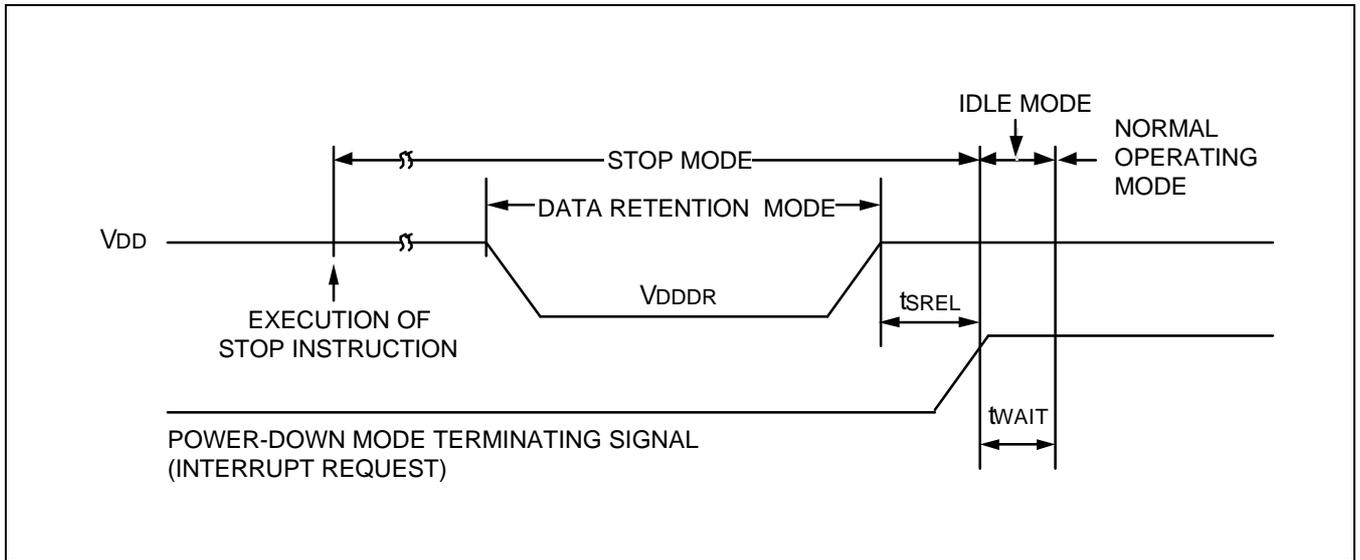 IDLE MODE
NORMAL
OPERATING
MODE
STOP MODE
DATA RETENTION MODE
VDD
VDDDR
tSREL
EXECUTION OF
STOP INSTRUCTION
tWAIT
POWER-DOWN MODE TERMINATING SIGNAL
(INTERRUPT REQUEST)